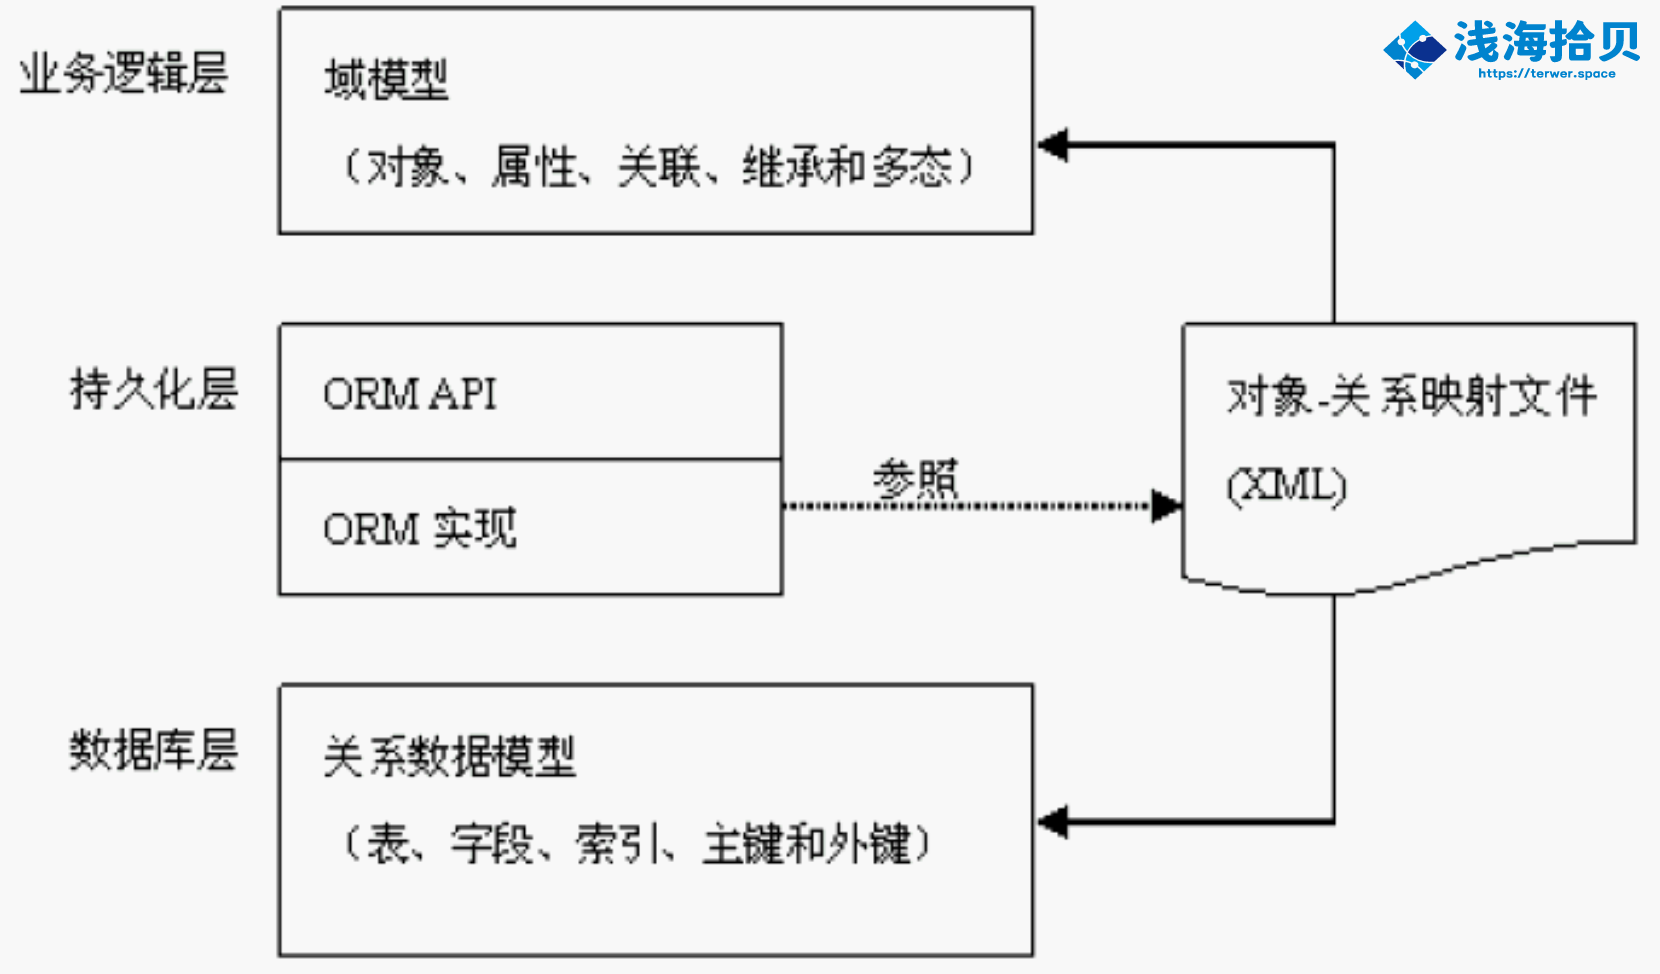 浅海拾贝
https://terwer.space
业务逻辑层
域模型
（对象、属性、关联、继承和多态）
持久化层
ORM API
ORM 实现
参照
对象-关系映射文件
(XML)
数据库层
关系数据模型
（表、字段、索引、主键和外键）